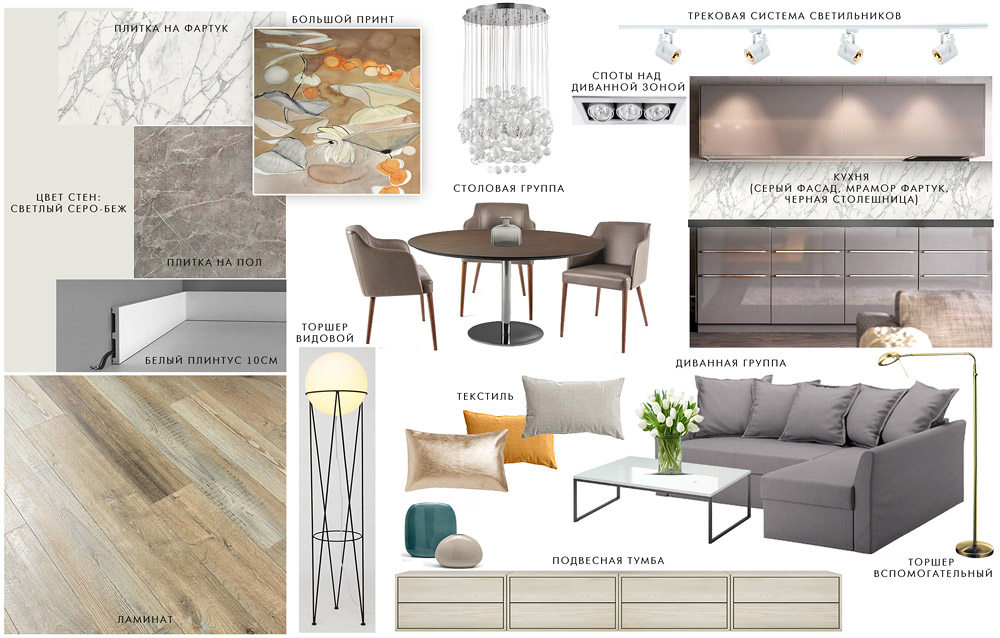 ПЛИТКА НА ФАРТУК
БОЛЬШОЙ ПРИНТ
ТРЕКОВАЯ СИСТЕМА СВЕТИЛЬНИКОВ
СПОТЫ НАД
ДИВАННОЙ ЗОНОЙ
ЦВЕТ СТЕН:
СВЕТЛЫЙ СЕРО-БЕЖ
ПЛИТКА НА ПОЛ
СТОЛОВАЯ ГРУППА
КУХНЯ
(СЕРЫЙ ФАСАД, МРАМОР ФАРТУК,
ЧЕРНАЯ СТОЛЕШНИЦА)
БЕЛЫЙ ПЛИНТУС 10СМ
ТОРШЕР
ВИДОВОЙ
ТЕКСТИЛЬ
ДИВАННАЯ ГРУППА
ПОДВЕСНАЯ ТУМБА
ТОРШЕР
ВСПОМОГАТЕЛЬНЫЙ
ЛАМИНАТ